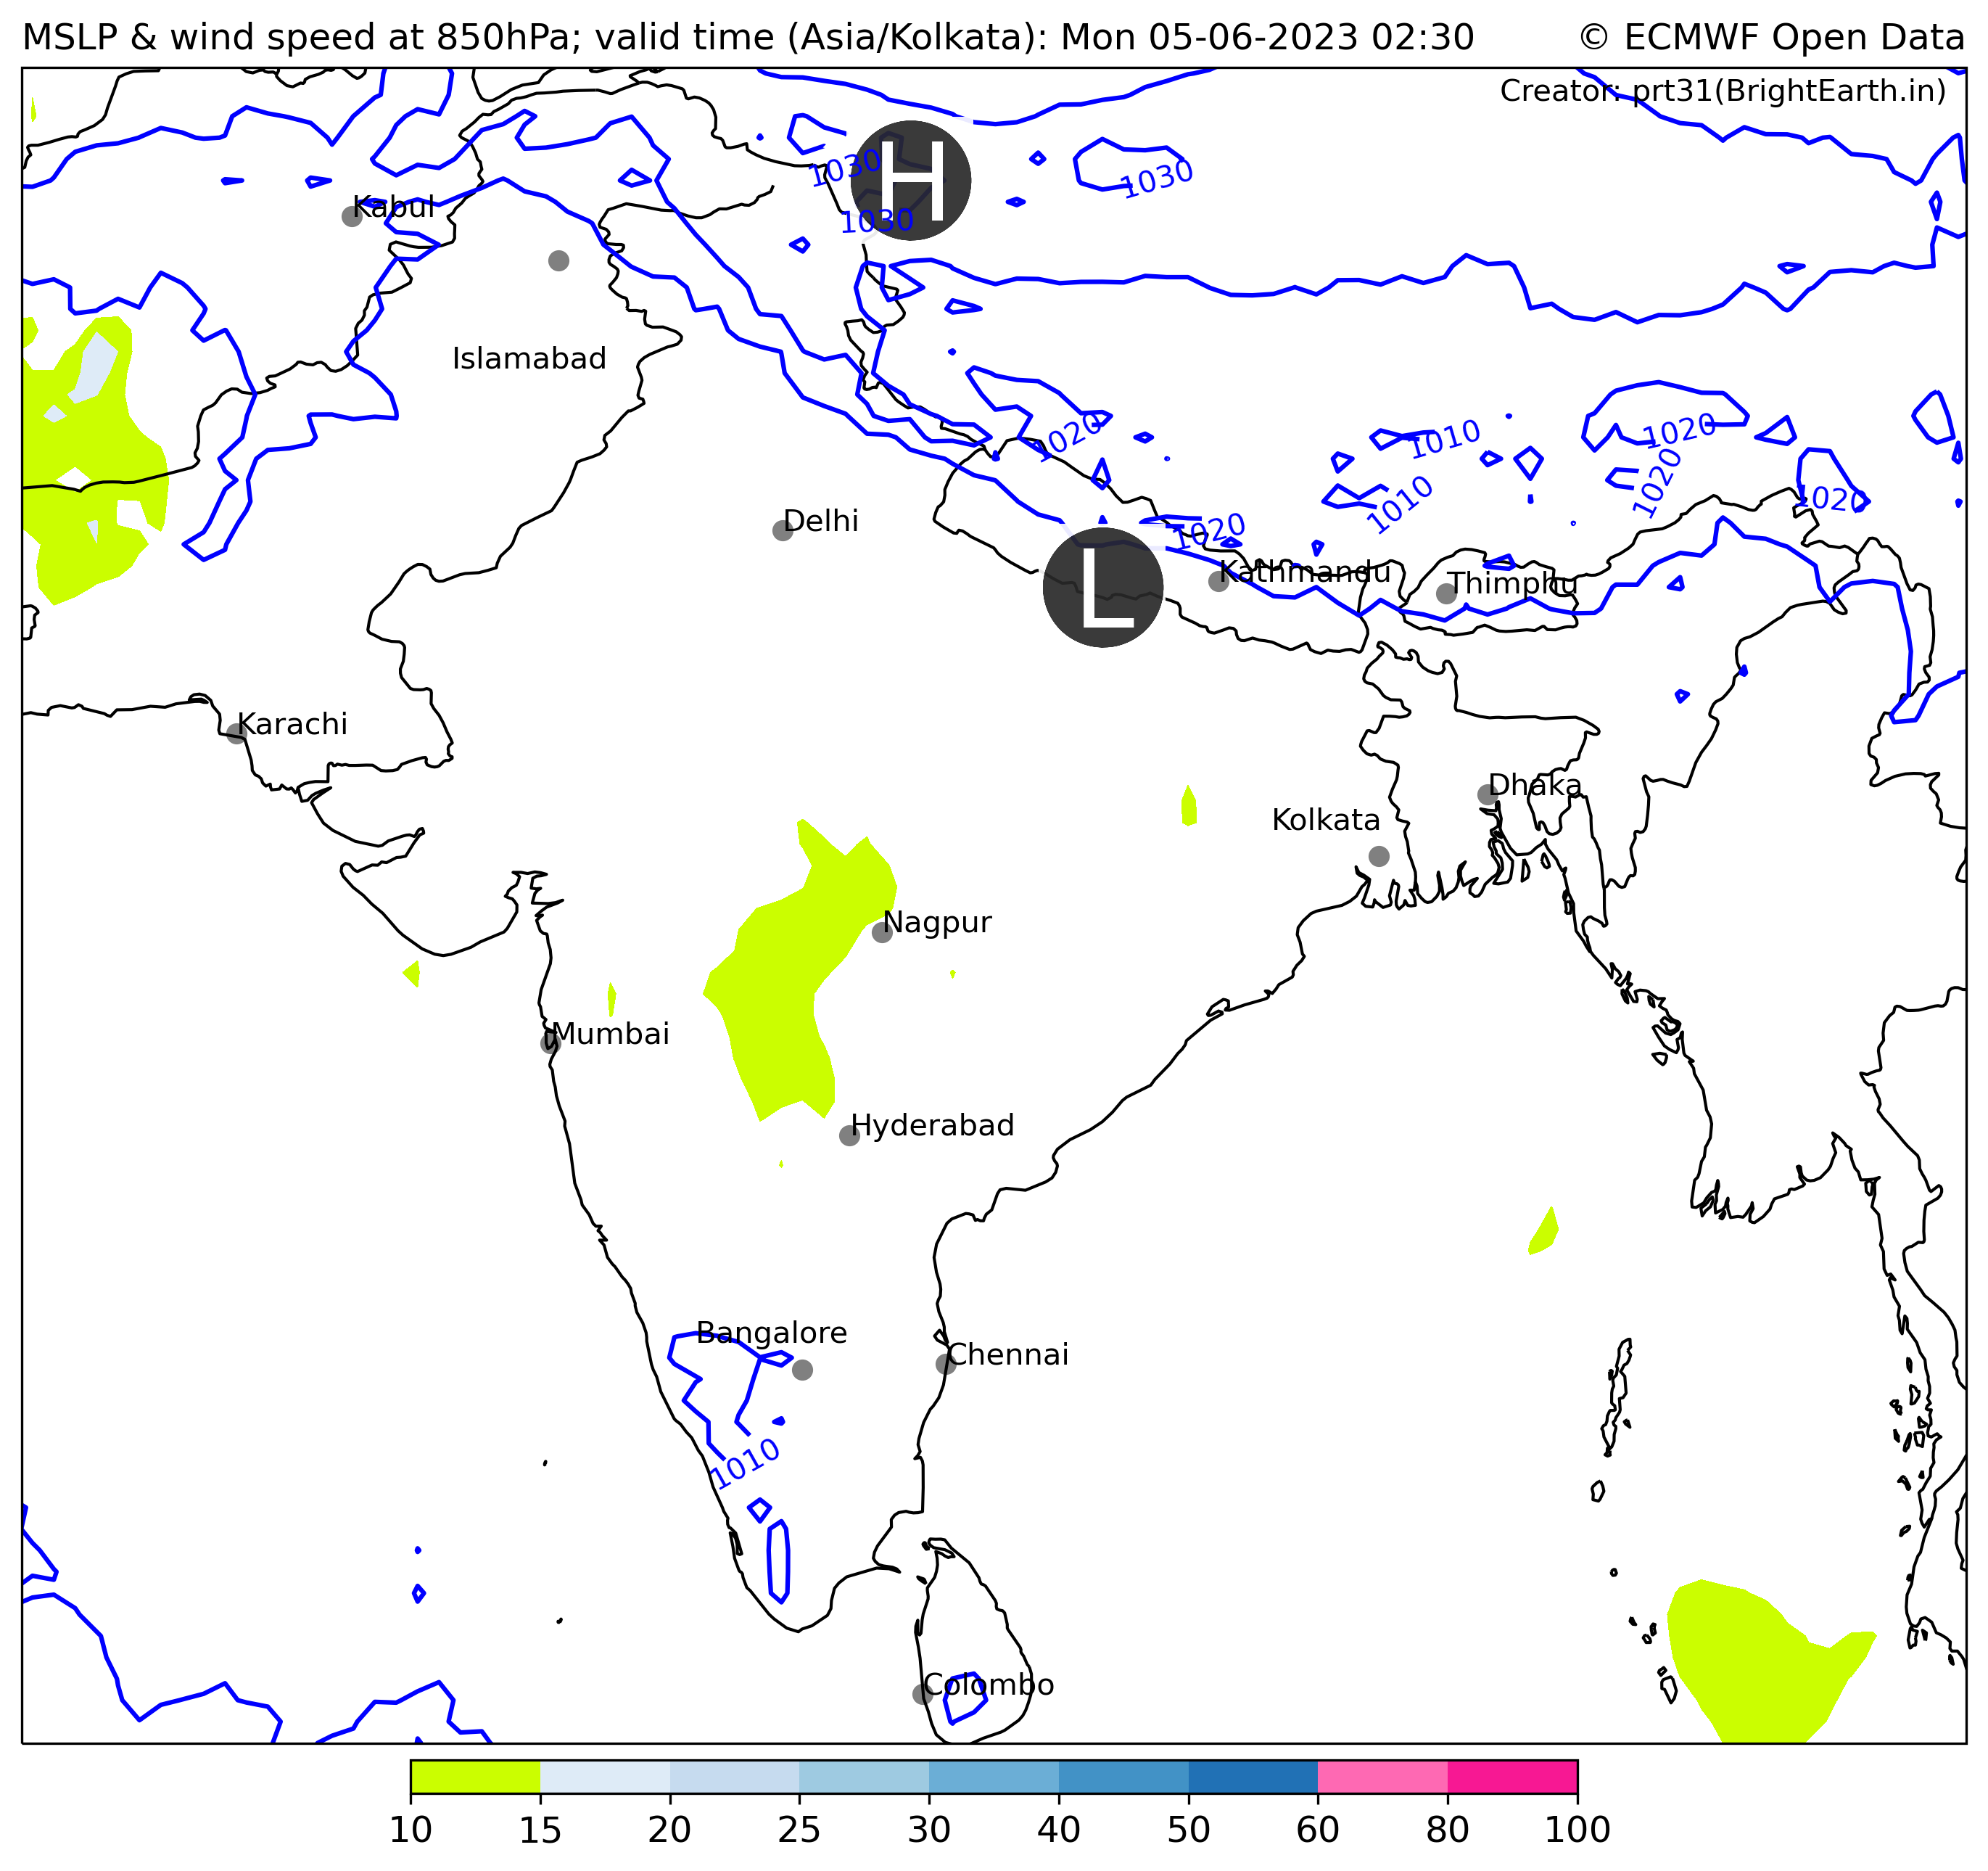 MSLP & wind speed at 850hPa; valid time (Asia/Kolkata): Mon 05-06-2023 02:30
© ECMWF Open Data
Creator: prt31(BrightEarth.in)
H
1030
1030
1030
Kabul
Islamabad
1020
1010
1020
1010
1020
1020
Delhi
1020
L
Kathmandu
Thimphu
Karachi
Dhaka
Kolkata
Nagpur
Mumbai
Hyderabad
Bangalore
Chennai
1010
Colombo
10 15 20 25 30 40 50 60 80 100